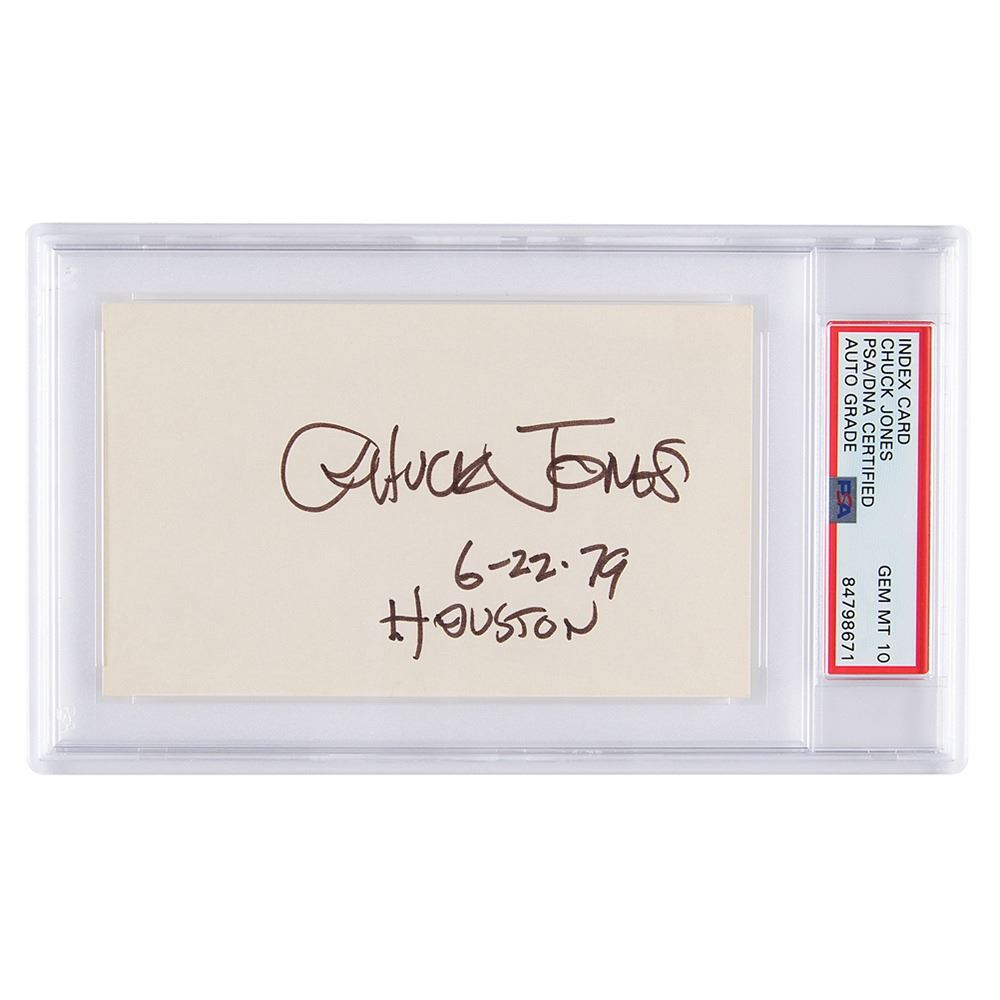 Chuck Jones
6-22-79
Houston
INDEX CARD
CHUCK JONES
PSA/DNA CERTIFIED
AUTO GRADE
PSA
GEM MT 10
84798671